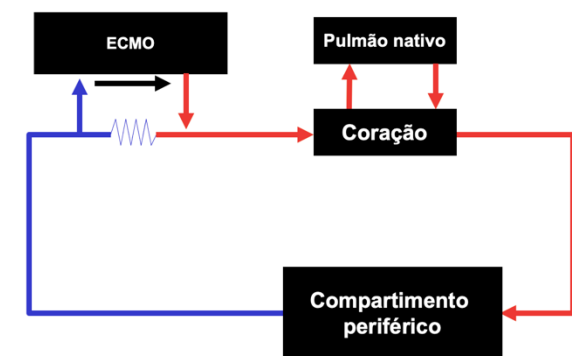 ECMO
Pulmão nativo
Coração
Compartimento
periférico